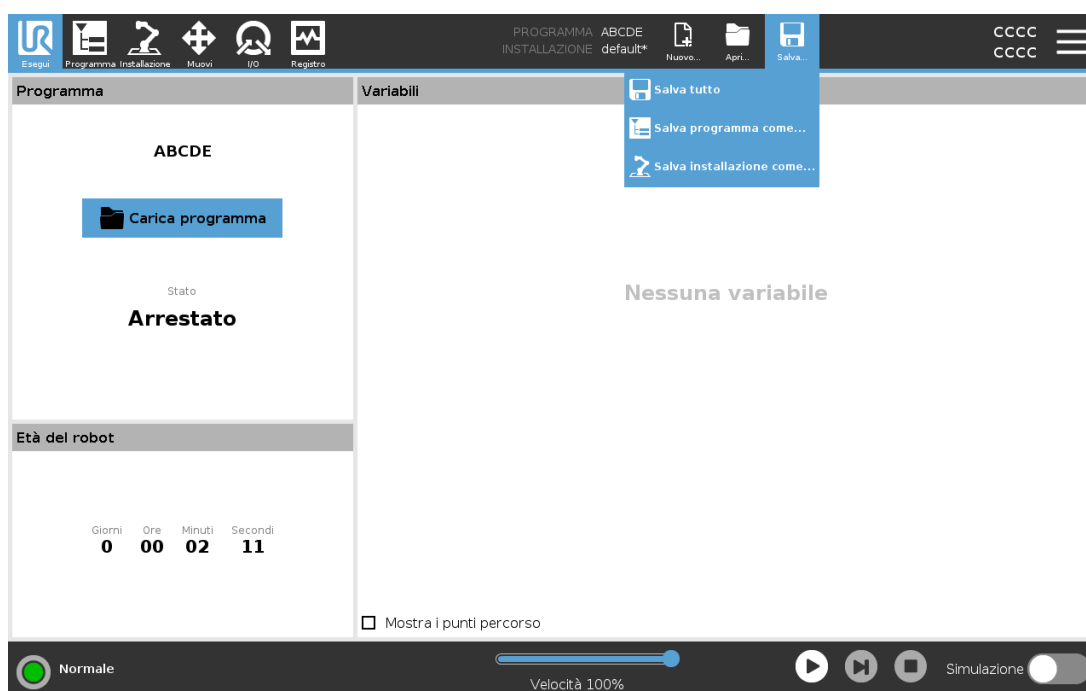 PROGRAMMA ABCDE
INSTALLAZIONE default*
CCCC
CCCC
Esegui Programma Installazione Muovi I/O Registro Nuovo... Apri... Salva...
Programma
Variabili
Salva tutto
Salva programma come...
Salva installazione come...
ABCDE
Carica programma
Stato
Arrestato
Nessuna variabile
Età del robot
Giorni Ore Minuti Secondi
0 00 02 11
Mostra i punti percorso
Normale
Velocità 100%
Simulazione